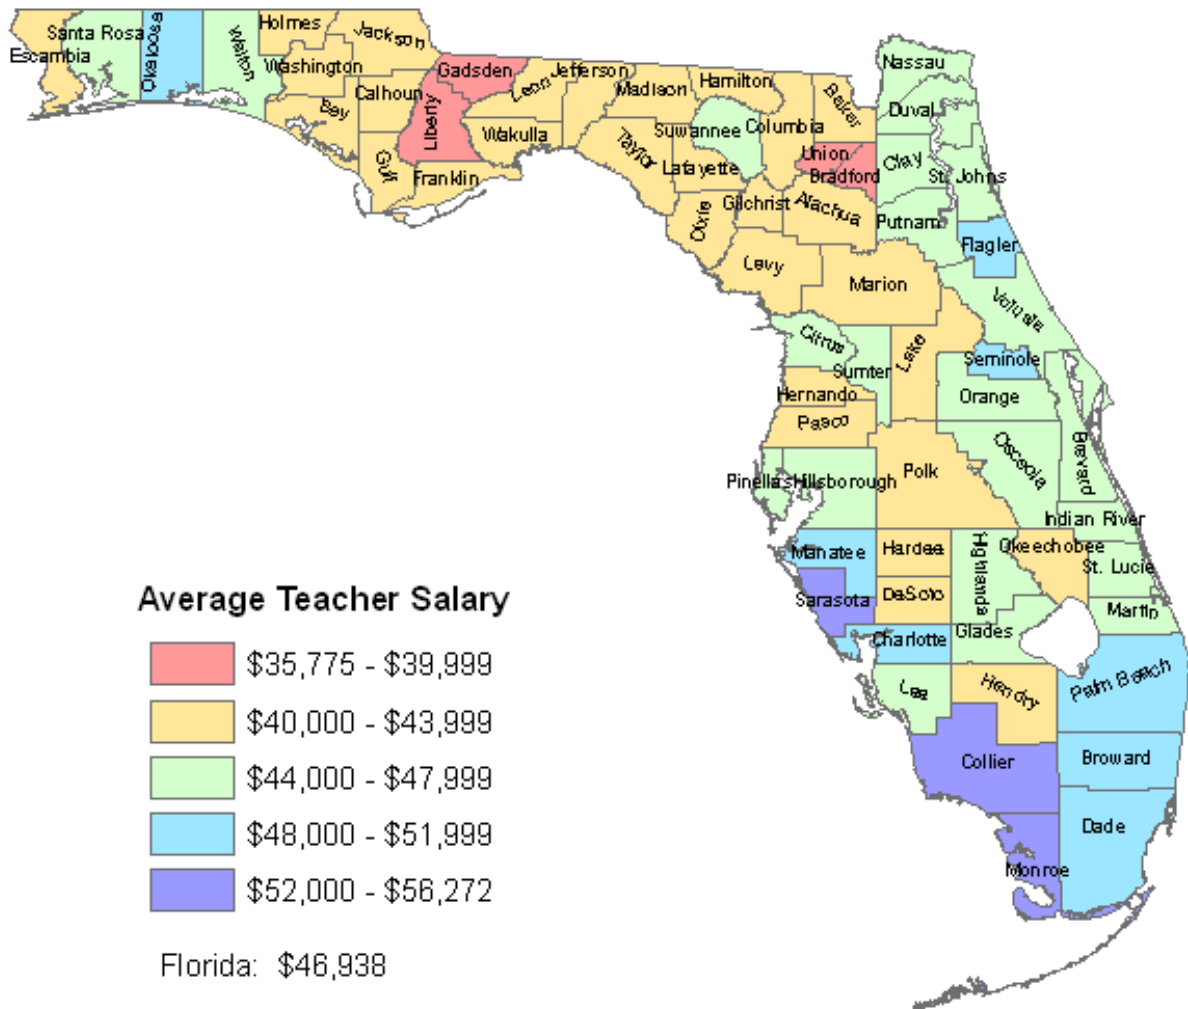 Escambia
Santa Rosa
Okaloosa
Walton
Holmes
Washington
Bay
Jackson
Calhoun
Gulf
Liberty
Gadsden
Franklin
Leon
Wakulla
Jefferson
Madison
Taylor
Hamilton
Suwannee
Lafayette
Dixie
Columbia
Gilchrist
Levy
Baker
Union
Bradford
Alachua
Marion
Nassau
Duval
Clay
St. Johns
Putnam
Flagler
Volusia
Citrus
Sumter
Lake
Seminole
Orange
Hernando
Pasco
Pinellas
Hillsborough
Polk
Osceola
Brevard
Indian River
Manatee
Hardee
Highlands
Okeechobee
St. Lucie
Sarasota
DeSoto
Martin
Charlotte
Glades
Lee
Hendry
Palm Beach
Collier
Broward
Dade
Monroe
Average Teacher Salary
$35,775 - $39,999
$40,000 - $43,999
$44,000 - $47,999
$48,000 - $51,999
$52,000 - $56,272
Florida: $46,938